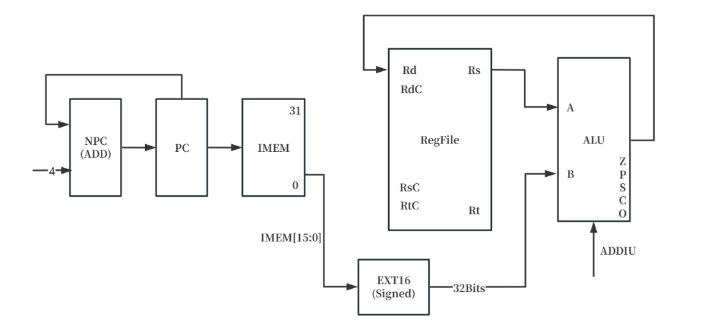 NPC
(ADD)
4
PC
31
IMEM
0
IMEM[15:0]
EXT16
(Signed)
32Bits
Rd
Rs
RdC
RegFile
RsC
RtC
Rt
A
ALU
B
Z
P
S
C
O
ADDIU